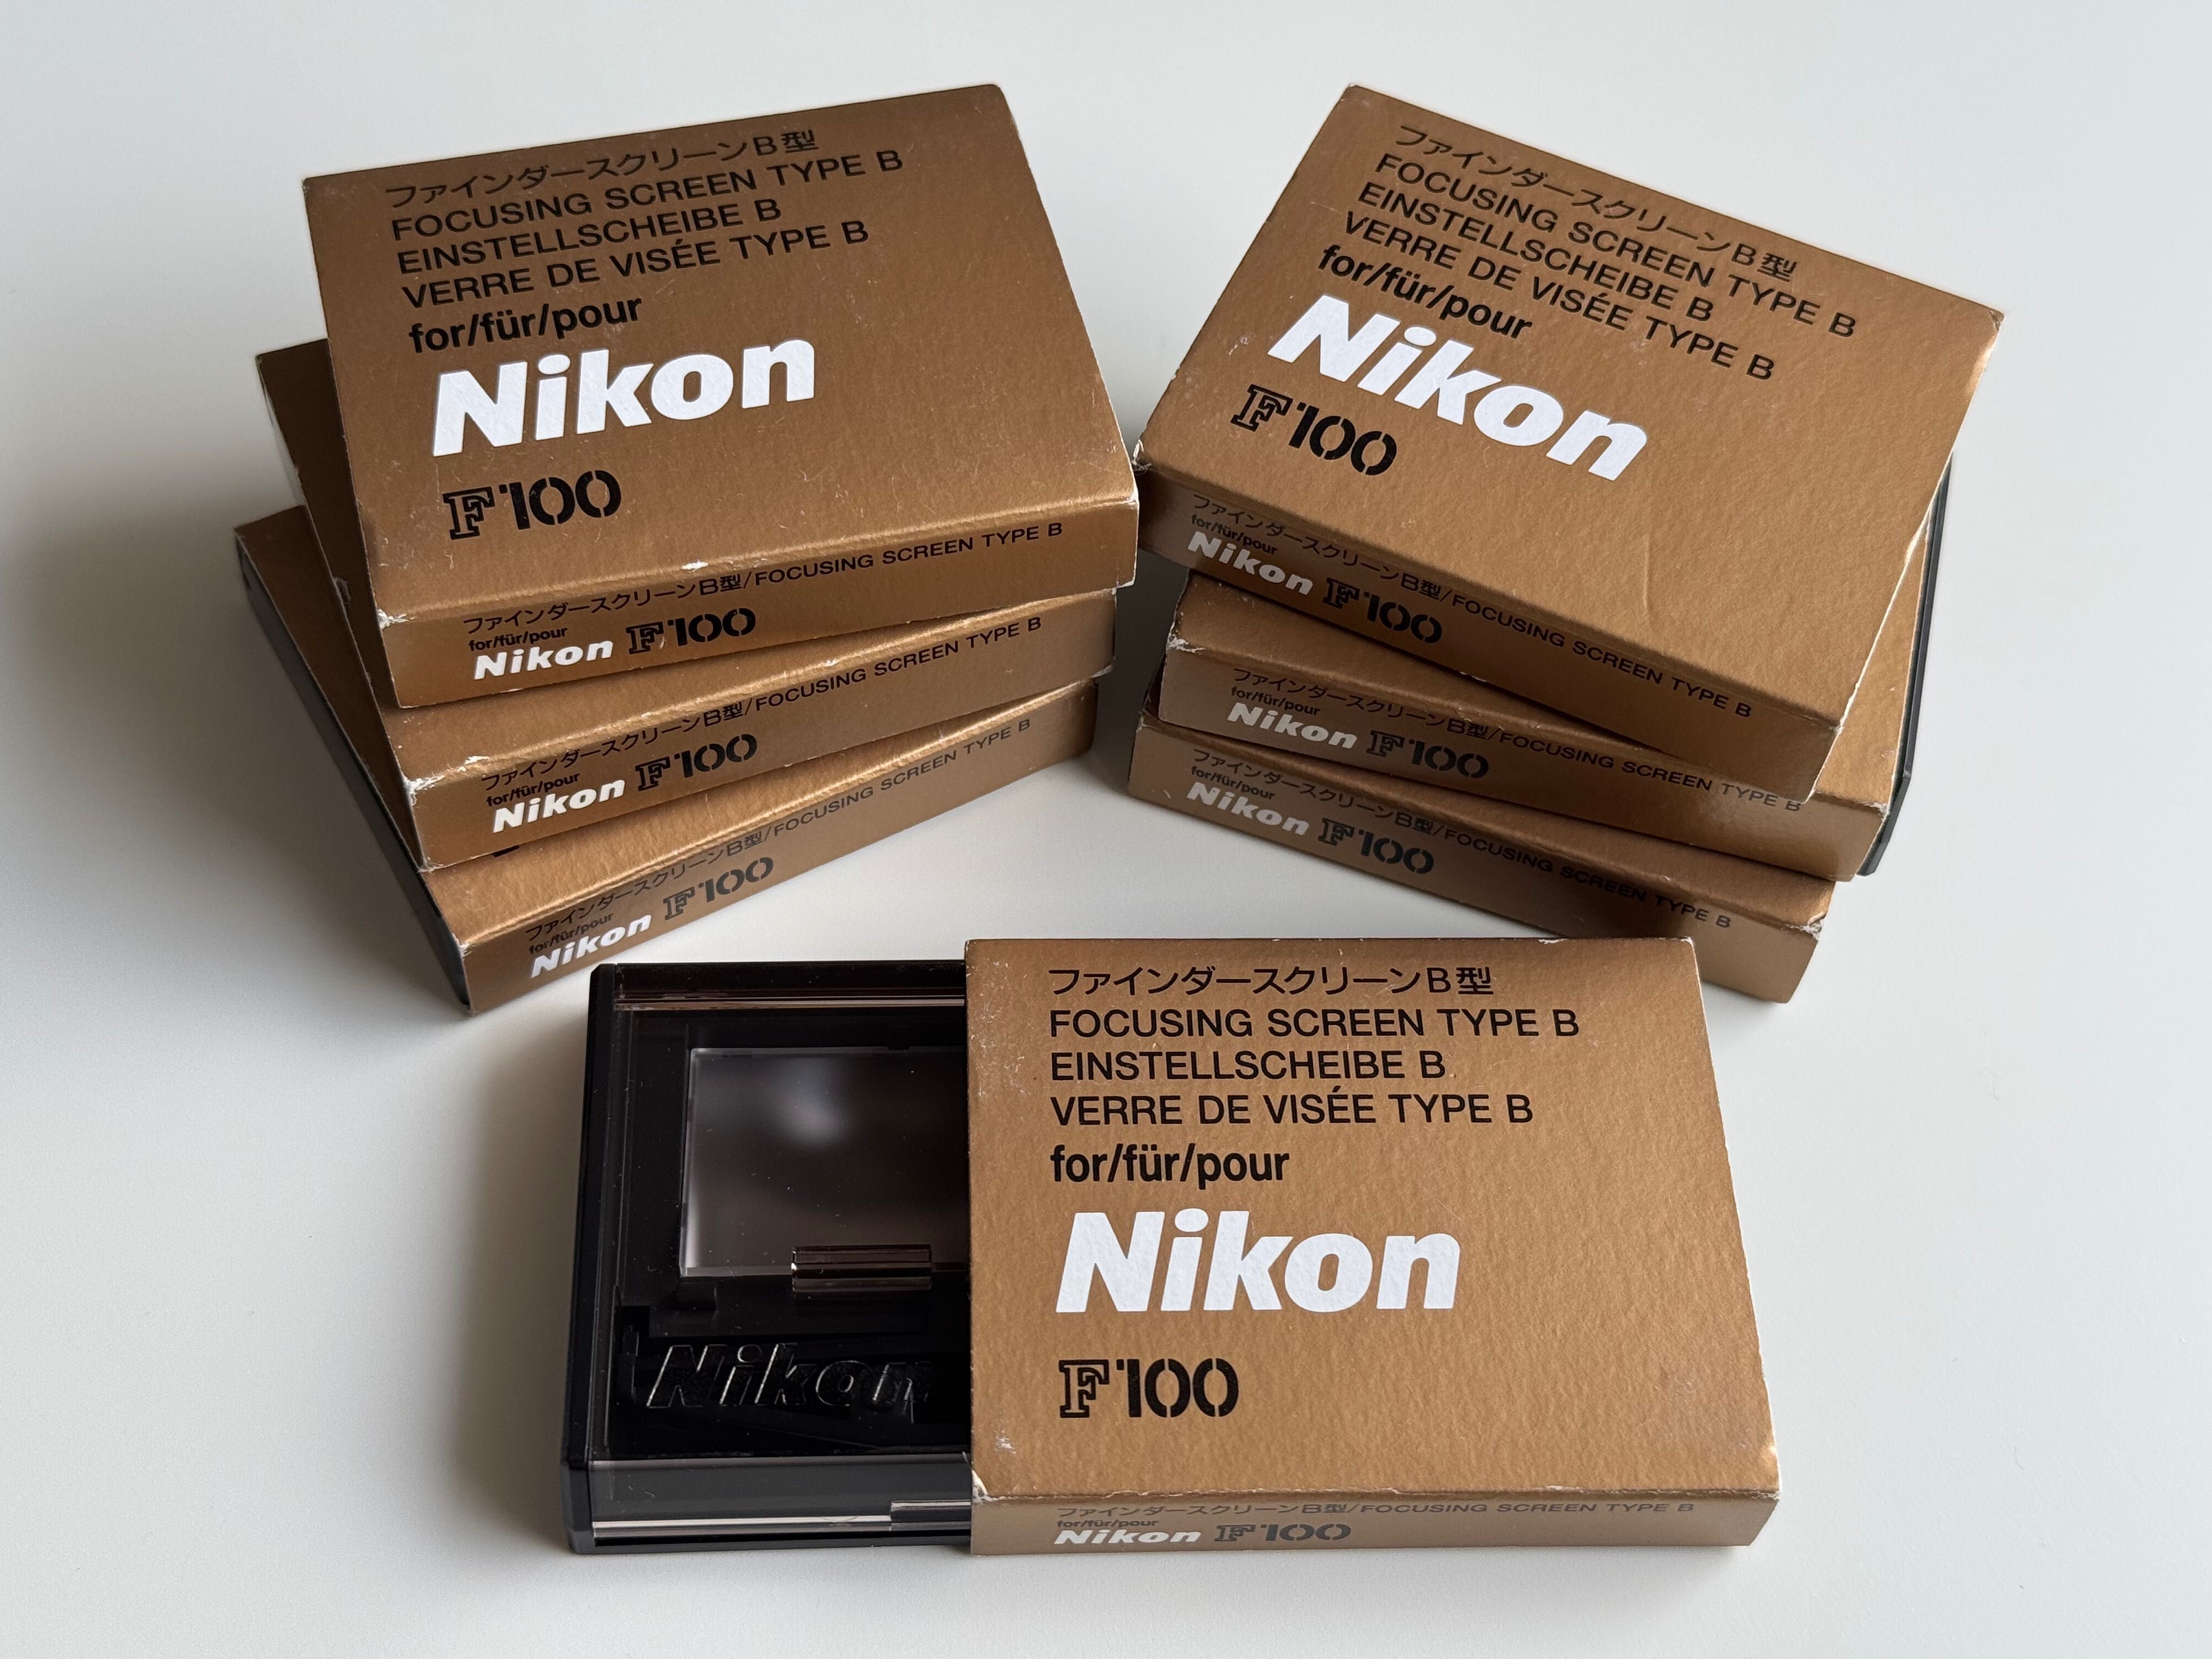 ファインダースクリーンB型
FOCUSING SCREEN TYPE B
EINSTELLSCHEIBE B
VERRE DE VISÉE TYPE B
for/für/pour
Nikon
F100
ファインダースクリーンB型/FOCUSING SCREEN TYPE B
for/für/pour
Nikon F100
ファインダースクリーンB型/FOCUSING SCREEN TYPE B
for/für/pour
Nikon F100
ファインダースクリーンB型/FOCUSING SCREEN TYPE B
for/für/pour
Nikon F100
ファインダースクリーンB型
FOCUSING SCREEN TYPE B
EINSTELLSCHEIBE B
VERRE DE VISÉE TYPE B
for/für/pour
Nikon
F100
ファインダースクリーンB型/FOCUSING SCREEN TYPE B
for/für/pour
Nikon F100
ファインダースクリーンB型/FOCUSING SCREEN TYPE B
for/für/pour
Nikon F100
ファインダースクリーンB型/FOCUSING SCREEN TYPE B
for/für/pour
Nikon F100
Nikon
ファインダースクリーンB型
FOCUSING SCREEN TYPE B
EINSTELLSCHEIBE B
VERRE DE VISÉE TYPE B
for/für/pour
Nikon
F100
ファインダースクリーンB型/FOCUSING SCREEN TYPE B
for/für/pour
Nikon F100